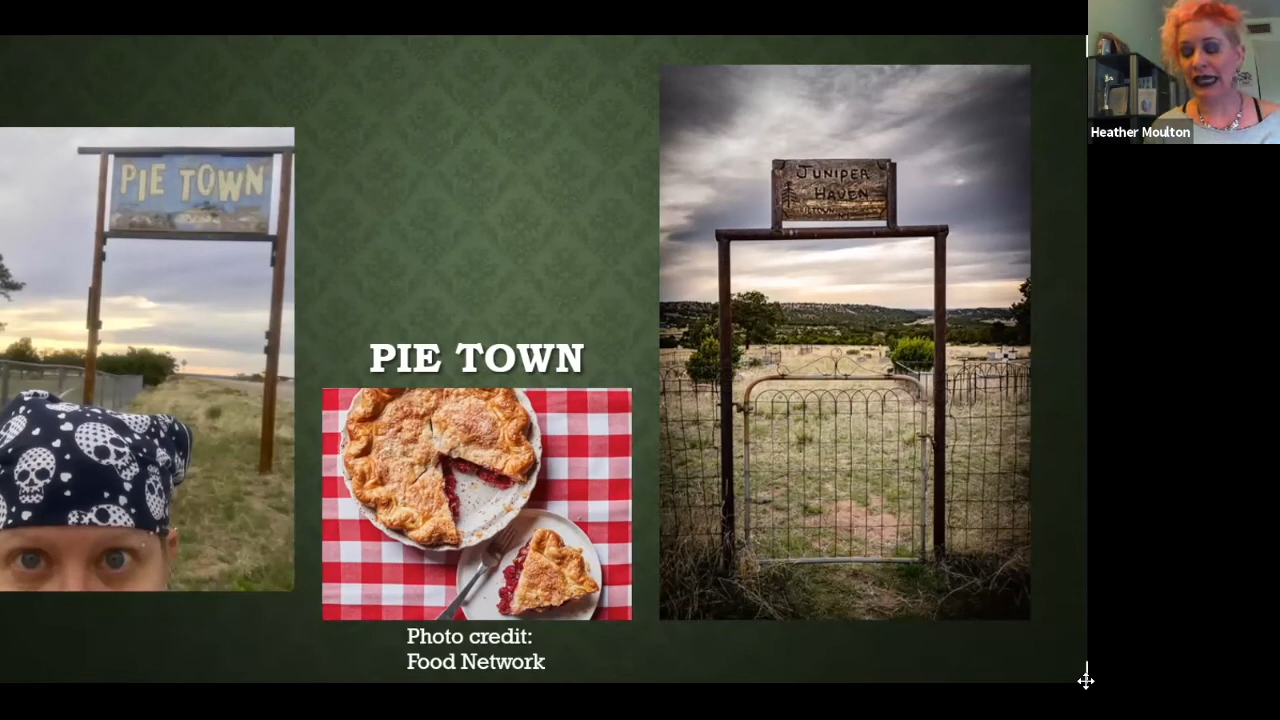 PIE TOWN
PIE TOWN
Photo credit:
Food Network
JUNIPER
HAVEN
Heather Moulton